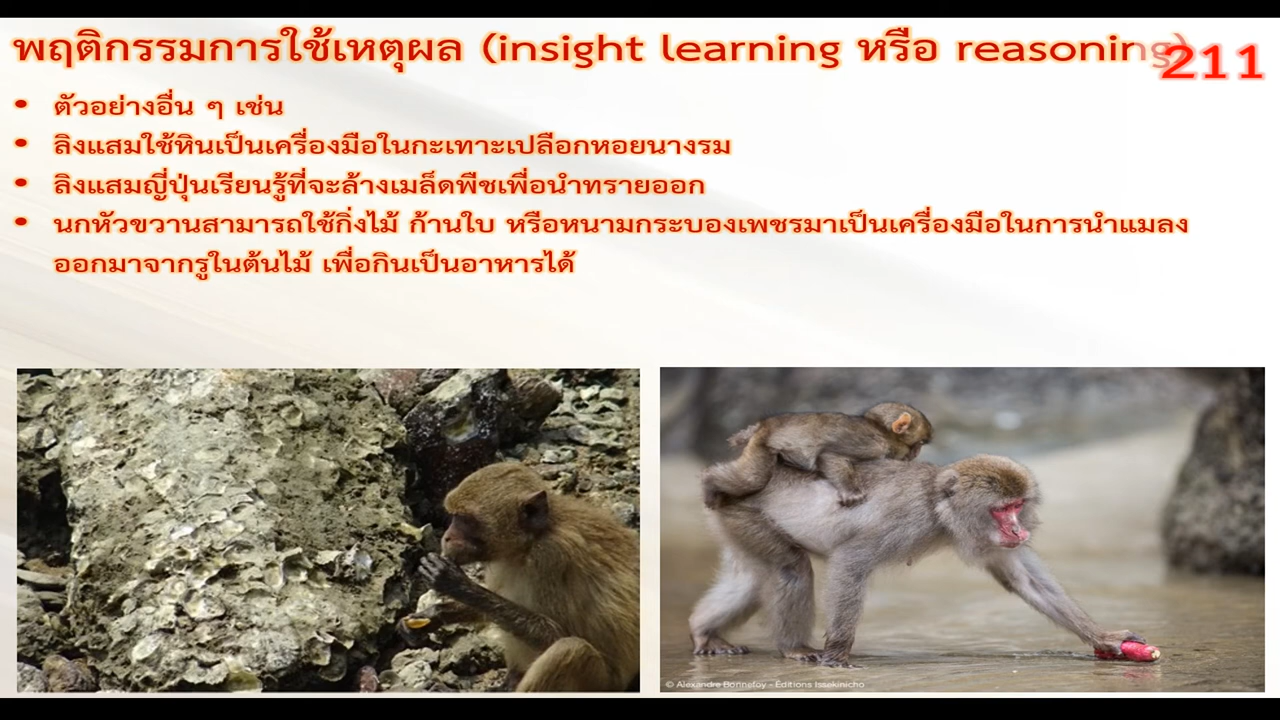 พฤติกรรมการใช้เหตุผล (insight learning หรือ reasoning)
211
ตัวอย่างอื่น ๆ เช่น
ลิงแสมใช้หินเป็นเครื่องมือในกะเทาะเปลือกหอยนางรม
ลิงแสมญี่ปุ่นเรียนรู้ที่จะล้างเมล็ดพืชเพื่อนำทรายออก
นกหัวขวานสามารถใช้กิ่งไม้ ก้านใบ หรือหนามกระบองเพชรมาเป็นเครื่องมือในการนำแมลง
ออกมาจากรูในต้นไม้ เพื่อกินเป็นอาหารได้
© Alexandre Bonnefoy - Éditions Issekinicho